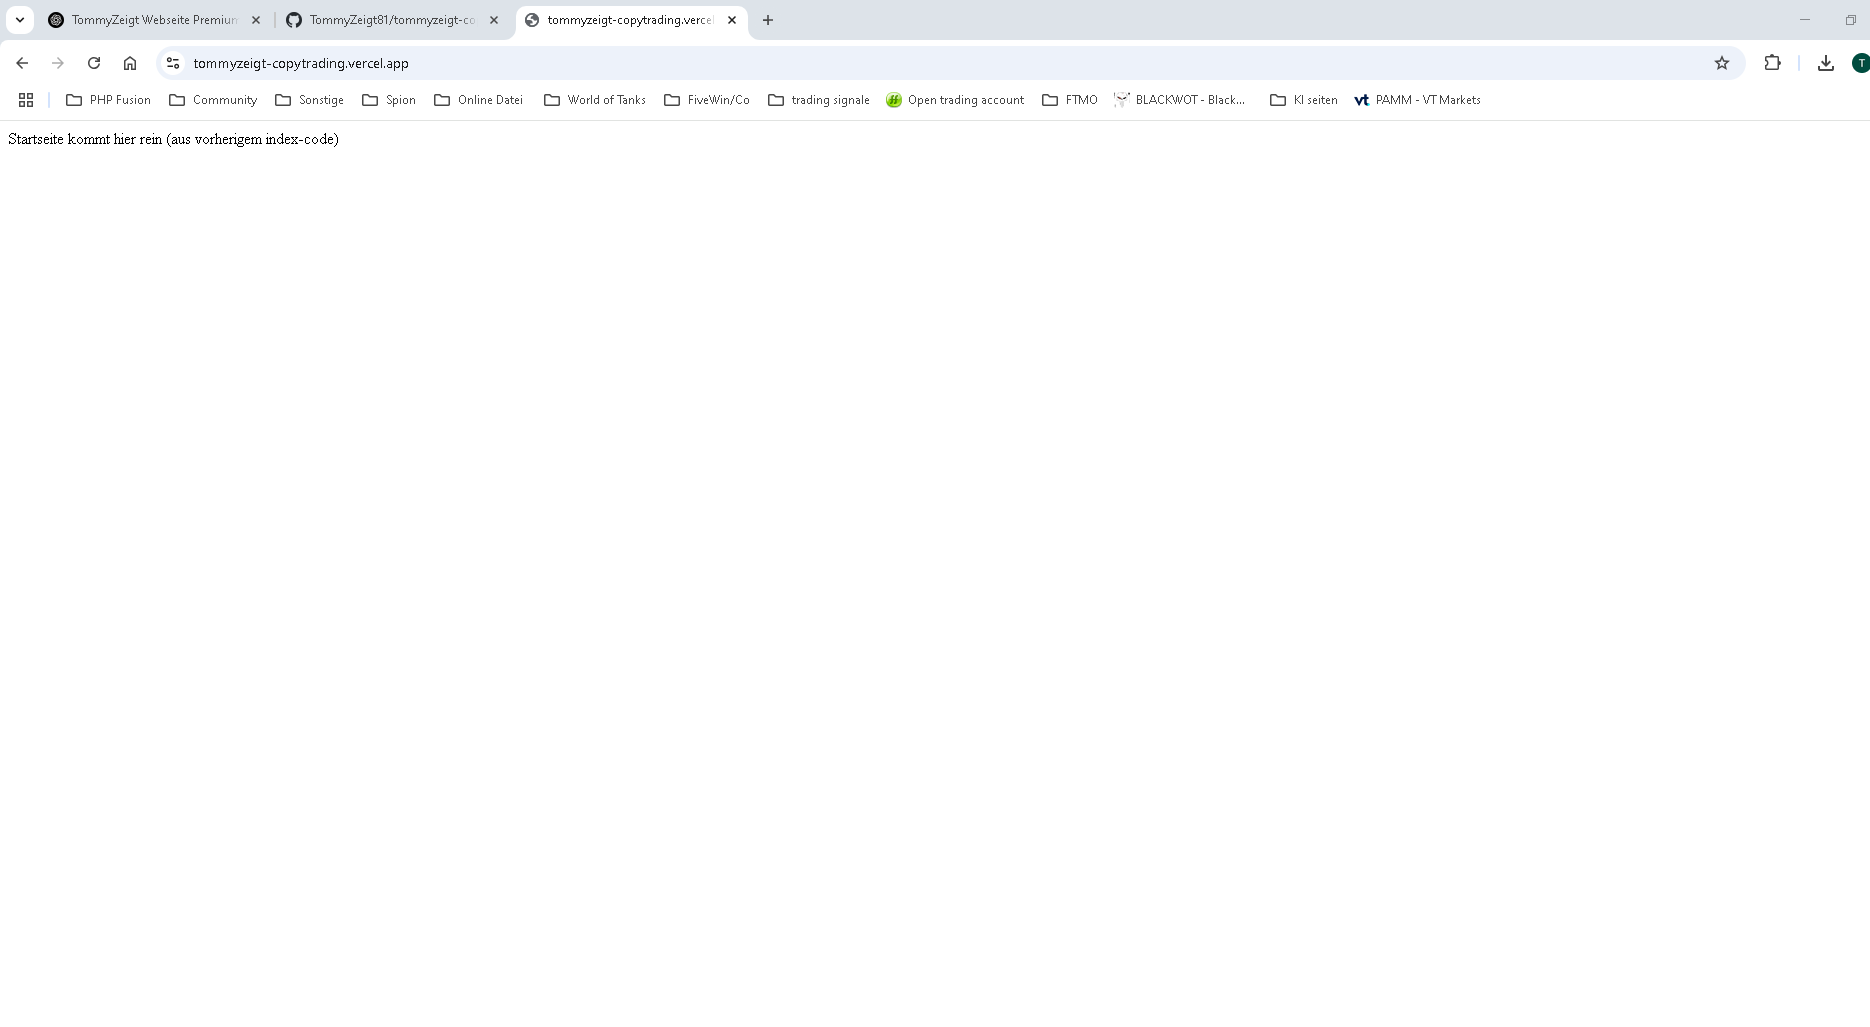 TommyZeigt Webseite Premium
TommyZeigt81/tommyzeigt-co
tommyzeigt-copytrading.vercel
tommyzeigt-copytrading.vercel.app
T
PHP Fusion
Community
Sonstige
Spion
Online Datei
World of Tanks
FiveWin/Co
trading signale
Open trading account
FTMO
BLACKWOT - Black...
KI seiten
vt
PAMM - VT Markets
Startseite kommt hier rein (aus vorherigem index-code)